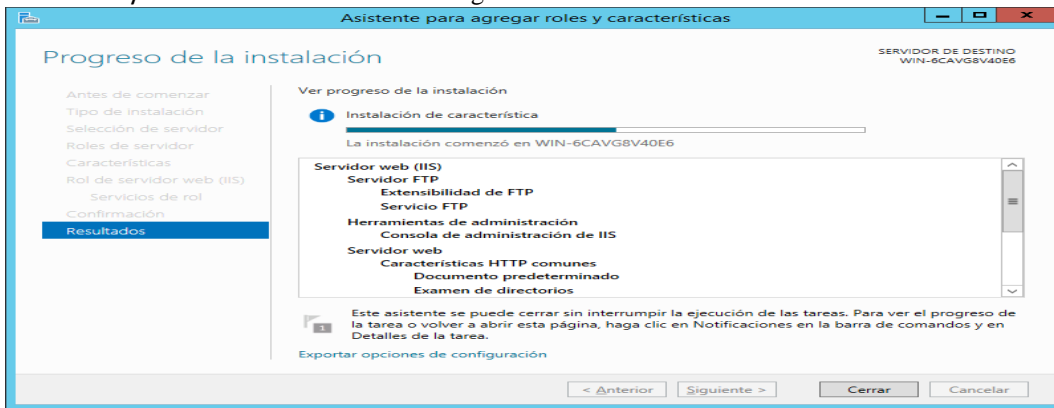 Asistente para agregar roles y características
Progreso de la instalación
SERVIDOR DE DESTINO
WIN-6CAVG8V40E6
Antes de comenzar
Tipo de instalación
Selección de servidor
Roles de servidor
Características
Rol de servidor web (IIS)
Servicios de rol
Confirmación
Resultados
Ver progreso de la instalación
Instalación de característica
La instalación comenzó en WIN-6CAVG8V40E6
Servidor web (IIS)
Servidor FTP
Extensibilidad de FTP
Servicio FTP
Herramientas de administración
Consola de administración de IIS
Servidor web
Características HTTP comunes
Documento predeterminado
Examen de directorios
1
Este asistente se puede cerrar sin interrumpir la ejecución de las tareas. Para ver el progreso de
la tarea o volver a abrir esta página, haga clic en Notificaciones en la barra de comandos y en
Detalles de la tarea.
Exportar opciones de configuración
< Anterior
Siguiente >
Cerrar
Cancelar